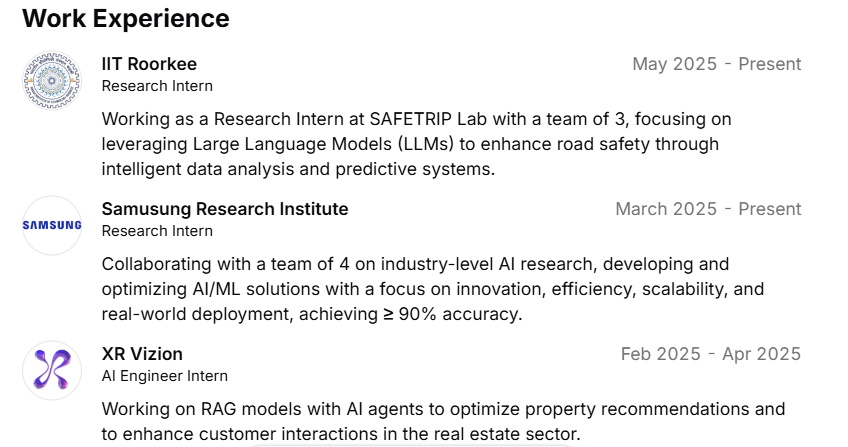 Work Experience
IIT Roorkee
May 2025 - Present
Research Intern
Working as a Research Intern at SAFETRIP Lab with a team of 3, focusing on
leveraging Large Language Models (LLMs) to enhance road safety through
intelligent data analysis and predictive systems.
SAMSUNG
Samusung Research Institute
March 2025 - Present
Research Intern
Collaborating with a team of 4 on industry-level AI research, developing and
optimizing AI/ML solutions with a focus on innovation, efficiency, scalability, and
real-world deployment, achieving ≥ 90% accuracy.
XR Vizion
Feb 2025 - Apr 2025
AI Engineer Intern
Working on RAG models with AI agents to optimize property recommendations and
to enhance customer interactions in the real estate sector.